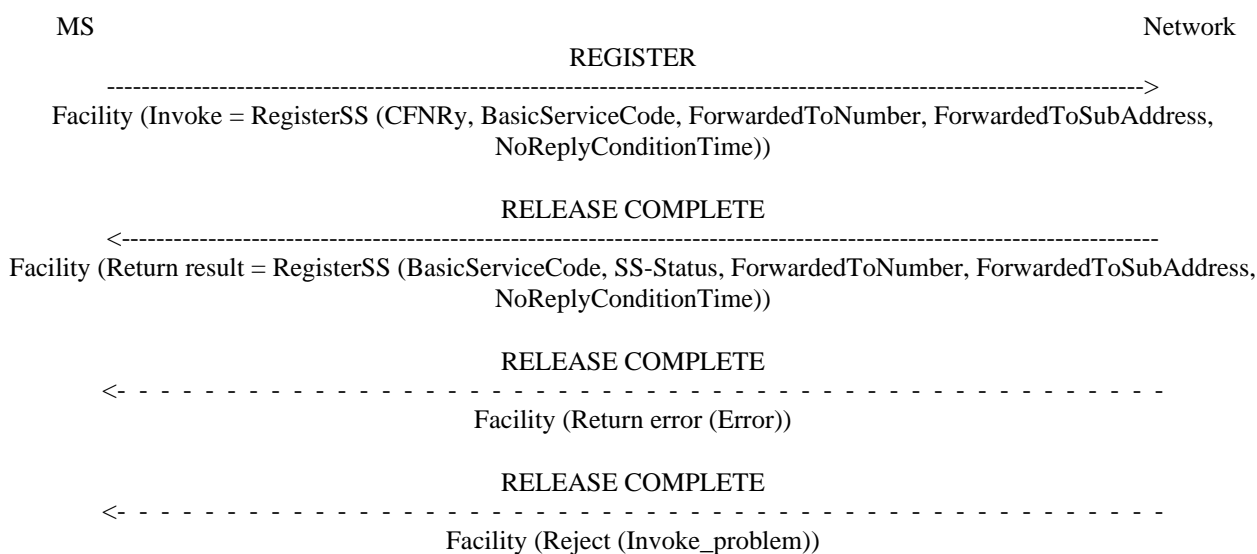 MS Network
REGISTER
------------------------------------------------------------------------------------------------------------------------>
Facility (Invoke = RegisterSS (CFNRy, BasicServiceCode, ForwardedToNumber, ForwardedToSubAddress,
NoReplyConditionTime))
RELEASE COMPLETE
<------------------------------------------------------------------------------------------------------------------------
Facility (Return result = RegisterSS (BasicServiceCode, SS-Status, ForwardedToNumber, ForwardedToSubAddress,
NoReplyConditionTime))
RELEASE COMPLETE
<- - - - - - - - - - - - - - - - - - - - - - - - - - - - - - - - - - - - - - - - - - - - - - - - -
Facility (Return error (Error))
RELEASE COMPLETE
<- - - - - - - - - - - - - - - - - - - - - - - - - - - - - - - - - - - - - - - - - - - - - - - - -
Facility (Reject (Invoke_problem))